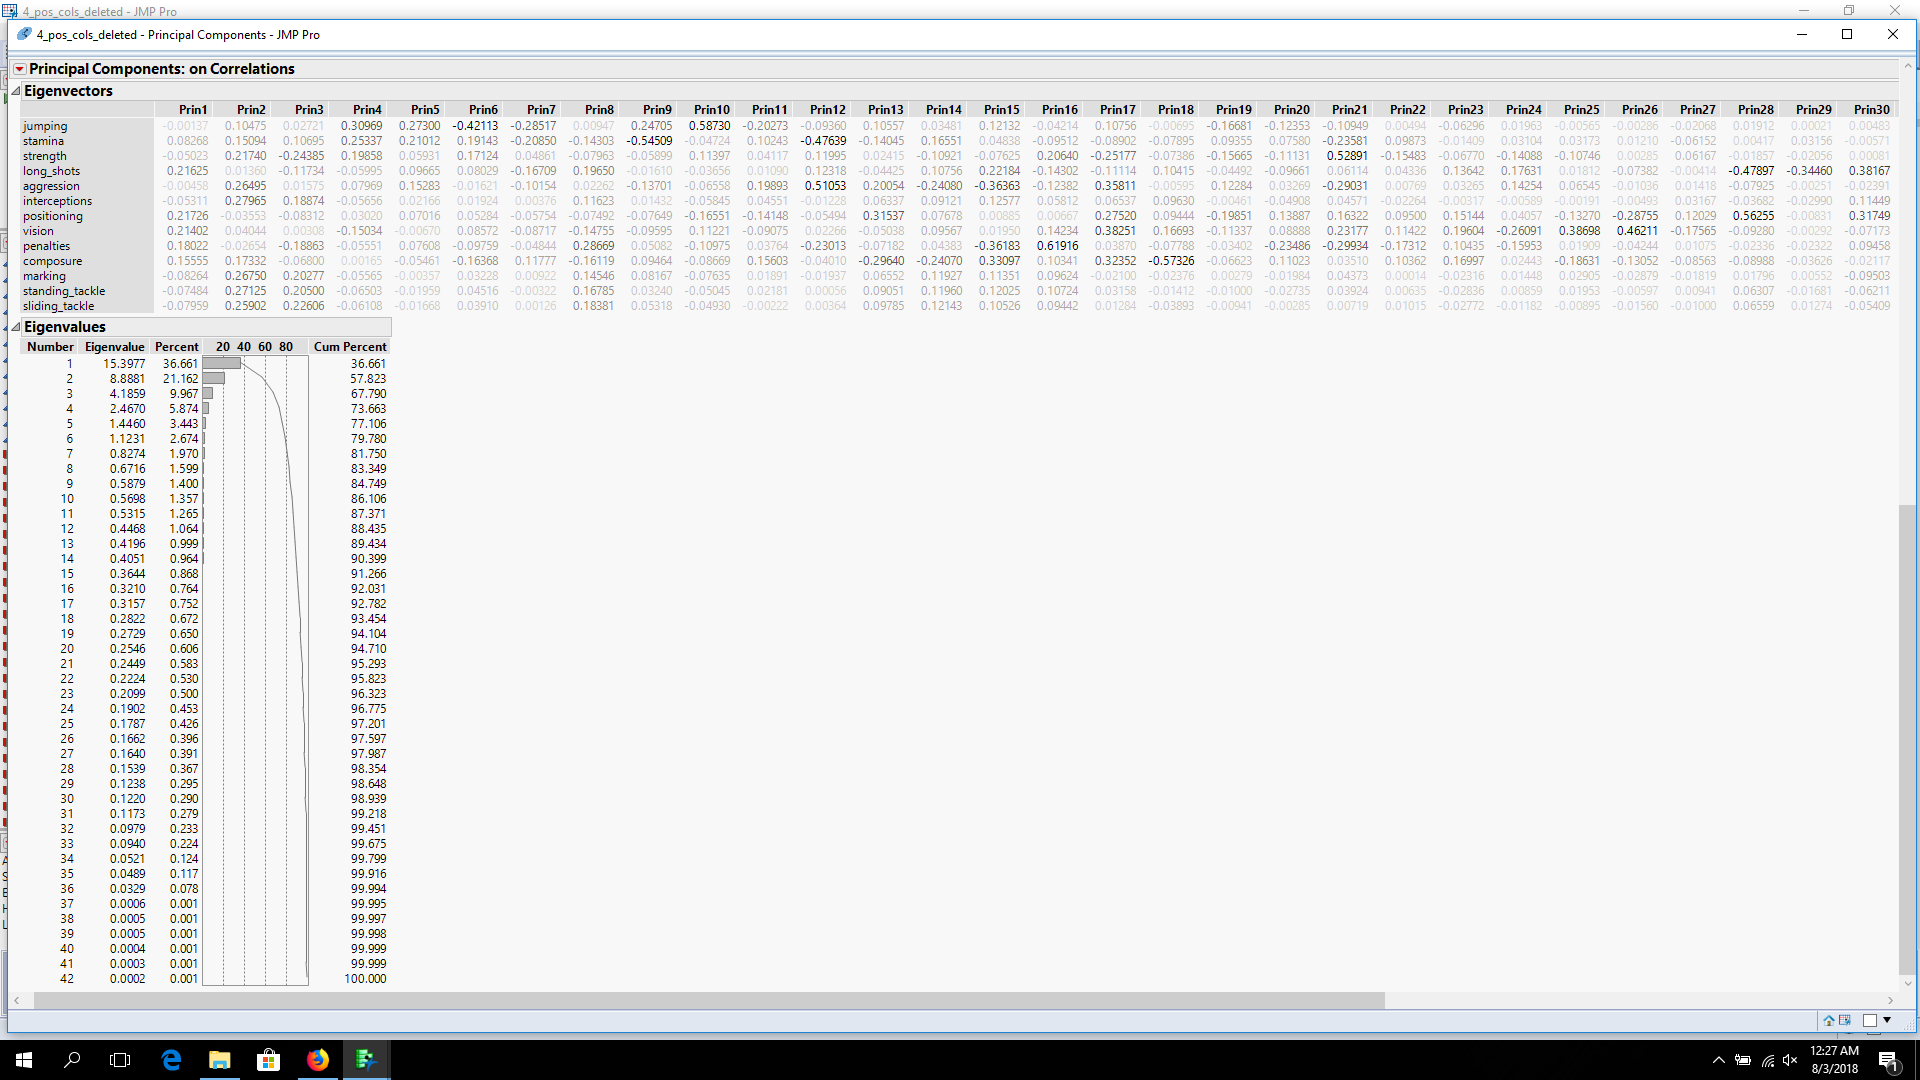 4_pos_cols_deleted - JMP Pro
4_pos_cols_deleted - Principal Components - JMP Pro
Principal Components: on Correlations
Eigenvectors
Prin1 Prin2 Prin3 Prin4 Prin5 Prin6 Prin7 Prin8 Prin9 Prin10 Prin11 Prin12 Prin13 Prin14 Prin15 Prin16 Prin17 Prin18 Prin19 Prin20 Prin21 Prin22 Prin23 Prin24 Prin25 Prin26 Prin27 Prin28 Prin29 Prin30
jumping -0.00137 0.10475 0.02721 0.30969 0.27300 -0.42113 -0.28517 0.00947 0.24705 0.58730 -0.20273 -0.09360 0.10557 0.03481 0.12132 -0.04214 0.10756 -0.00695 -0.16681 -0.12353 -0.10949 0.00494 -0.06296 0.01963 -0.00565 -0.00286 -0.02068 0.01912 0.00021 0.00483
stamina 0.08268 0.15094 0.10695 0.25337 0.21012 0.19143 -0.20850 -0.14303 -0.54509 -0.04724 0.10243 -0.47639 -0.14045 0.16551 0.04838 -0.09512 -0.08902 -0.07895 0.09355 0.07580 -0.23581 0.09873 -0.01409 0.03104 0.04025 -0.06796 -0.06152 0.00417 0.03156 -0.00571
strength -0.05023 0.21740 -0.24385 0.19858 0.05931 0.17124 0.04861 -0.07963 -0.05899 0.11397 0.04117 0.11995 0.02415 -0.10921 -0.07625 0.20640 -0.25177 -0.07386 -0.15665 -0.11131 0.52891 -0.15483 -0.06770 -0.14088 -0.10746 0.00285 0.06167 -0.01857 -0.02056 0.00081
long_shots 0.21625 0.01360 -0.11734 -0.05995 0.09665 0.08029 -0.16709 0.19650 -0.01610 -0.03656 0.01090 0.12318 -0.04425 0.10756 0.22184 -0.14302 -0.11114 0.10415 -0.04492 -0.09661 0.06114 0.04336 0.13642 0.17631 0.01812 -0.07382 -0.00414 -0.47897 -0.34460 0.38167
aggression -0.00458 0.26495 0.01575 0.07969 0.15283 -0.01621 -0.10154 0.02262 -0.13701 -0.06558 0.19893 0.51053 0.20054 -0.24080 -0.36363 -0.12382 0.35811 -0.00595 0.12284 0.03269 -0.29031 0.00769 0.03265 0.14254 0.06545 -0.01036 0.01418 -0.07925 -0.00251 -0.02391
interceptions -0.05311 0.27965 0.18874 -0.05656 0.02166 0.01924 0.00376 0.11623 0.01432 -0.05845 0.04551 -0.01228 0.06337 0.09121 0.12577 0.05812 0.06537 0.09630 -0.00461 -0.04908 0.04571 -0.02264 -0.00317 -0.00589 -0.00191 -0.00493 0.03167 -0.03682 -0.02990 0.11449
positioning 0.21726 -0.03553 -0.08312 0.03020 0.07016 0.05284 -0.05754 -0.07492 -0.07649 -0.16551 -0.14148 -0.05494 0.31537 0.07678 0.00885 0.00667 0.27520 0.09444 -0.19851 0.13887 0.16322 0.09500 0.15144 0.04057 -0.13270 -0.28755 0.12029 0.56255 -0.00831 0.31749
vision 0.21402 0.04044 0.00308 -0.15034 -0.00670 0.08572 -0.08717 -0.14755 -0.09595 0.11221 -0.09075 0.02266 -0.05038 0.09567 0.01950 0.14234 0.38251 0.16693 -0.11337 0.08509 0.23177 0.11422 0.19604 -0.26091 0.38698 0.46211 -0.17565 -0.09280 -0.00292 -0.07173
penalties 0.18022 -0.02654 -0.18863 -0.05551 0.07608 -0.09759 -0.04844 0.28669 0.05082 -0.10975 0.03764 -0.23013 -0.07182 0.04383 -0.36183 0.61916 0.03870 -0.07788 -0.03402 -0.23486 -0.29934 -0.17312 0.10435 -0.15953 0.01909 -0.04244 0.01075 -0.02336 0.02322 0.09458
composure 0.15555 0.17332 -0.06800 0.00165 -0.05461 -0.16368 0.11777 -0.16119 0.09464 -0.08669 0.15603 -0.04010 -0.29640 -0.24070 0.33097 0.10341 0.32352 -0.57326 -0.06623 0.11023 0.03510 0.10362 0.16997 0.02443 -0.18631 -0.13052 -0.08563 -0.08988 -0.03626 -0.02117
marking -0.08264 0.26750 0.20277 -0.05565 -0.00357 0.03228 0.00922 0.14546 0.08167 -0.07635 0.01891 -0.01937 0.06552 0.11927 0.11351 0.09624 -0.02100 -0.02376 -0.00279 -0.01984 0.04373 0.00014 -0.02316 -0.01448 0.02905 -0.02879 -0.01819 0.01796 0.00552 -0.09503
standing_tackle -0.07484 0.27125 0.20500 -0.06503 -0.01959 0.04516 -0.00322 0.16785 0.03240 -0.05045 0.02181 0.00056 0.09051 0.11960 0.12025 0.10724 0.03158 -0.01412 -0.01000 -0.02735 0.00635 -0.02836 0.00859 0.01953 -0.00597 0.00941 0.06307 -0.01681 -0.06211
sliding_tackle -0.07959 0.25902 0.22606 -0.06108 -0.01668 0.03910 -0.00126 0.18381 0.05318 -0.04930 -0.00222 0.00356 0.09785 0.12143 0.10526 0.09442 0.01284 -0.03893 -0.00941 -0.00285 0.00719 0.01015 -0.02772 -0.01182 -0.00895 -0.01560 -0.01000 0.06559 0.01274 -0.05409
Eigenvalues
Number Eigenvalue Percent 20 40 60 80 Cum Percent
1 15.3977 36.661 36.661
2 8.8881 21.162 57.823
3 4.1859 9.967 67.790
4 2.4670 5.874 73.663
5 1.4460 3.443 77.106
6 1.1231 2.674 79.780
7 0.8274 1.970 81.750
8 0.6716 1.599 83.349
9 0.5879 1.400 84.749
10 0.5698 1.357 86.106
11 0.5315 1.265 87.371
12 0.4468 1.064 88.435
13 0.4196 0.999 89.434
14 0.4051 0.964 90.399
15 0.3644 0.868 91.266
16 0.3210 0.764 92.031
17 0.3157 0.752 92.782
18 0.2822 0.672 93.454
19 0.2729 0.650 94.104
20 0.2546 0.606 94.710
21 0.2449 0.583 95.293
22 0.2224 0.530 95.823
23 0.2099 0.500 96.323
24 0.1902 0.453 96.775
25 0.1787 0.426 97.201
26 0.1662 0.396 97.597
27 0.1640 0.391 97.987
28 0.1539 0.367 98.354
29 0.1238 0.295 98.648
30 0.1220 0.290 98.939
31 0.1173 0.279 99.218
32 0.0979 0.233 99.451
33 0.0940 0.224 99.675
34 0.0521 0.124 99.799
35 0.0489 0.117 99.916
36 0.0329 0.078 99.994
37 0.0006 0.001 99.995
38 0.0005 0.001 99.997
39 0.0005 0.001 99.998
40 0.0004 0.001 99.999
41 0.0003 0.001 99.999
42 0.0002 0.001 100.000
12:27 AM
8/3/2018
1